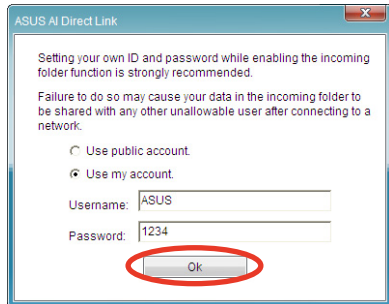 ASUS AI Direct Link
Setting your own ID and password while enabling the incoming
folder function is strongly recommended.
Failure to do so may cause your data in the incoming folder to
be shared with any other unallowable user after connecting to a
network.
Use public account.
Use my account.
Username: ASUS
Password: 1234
Ok